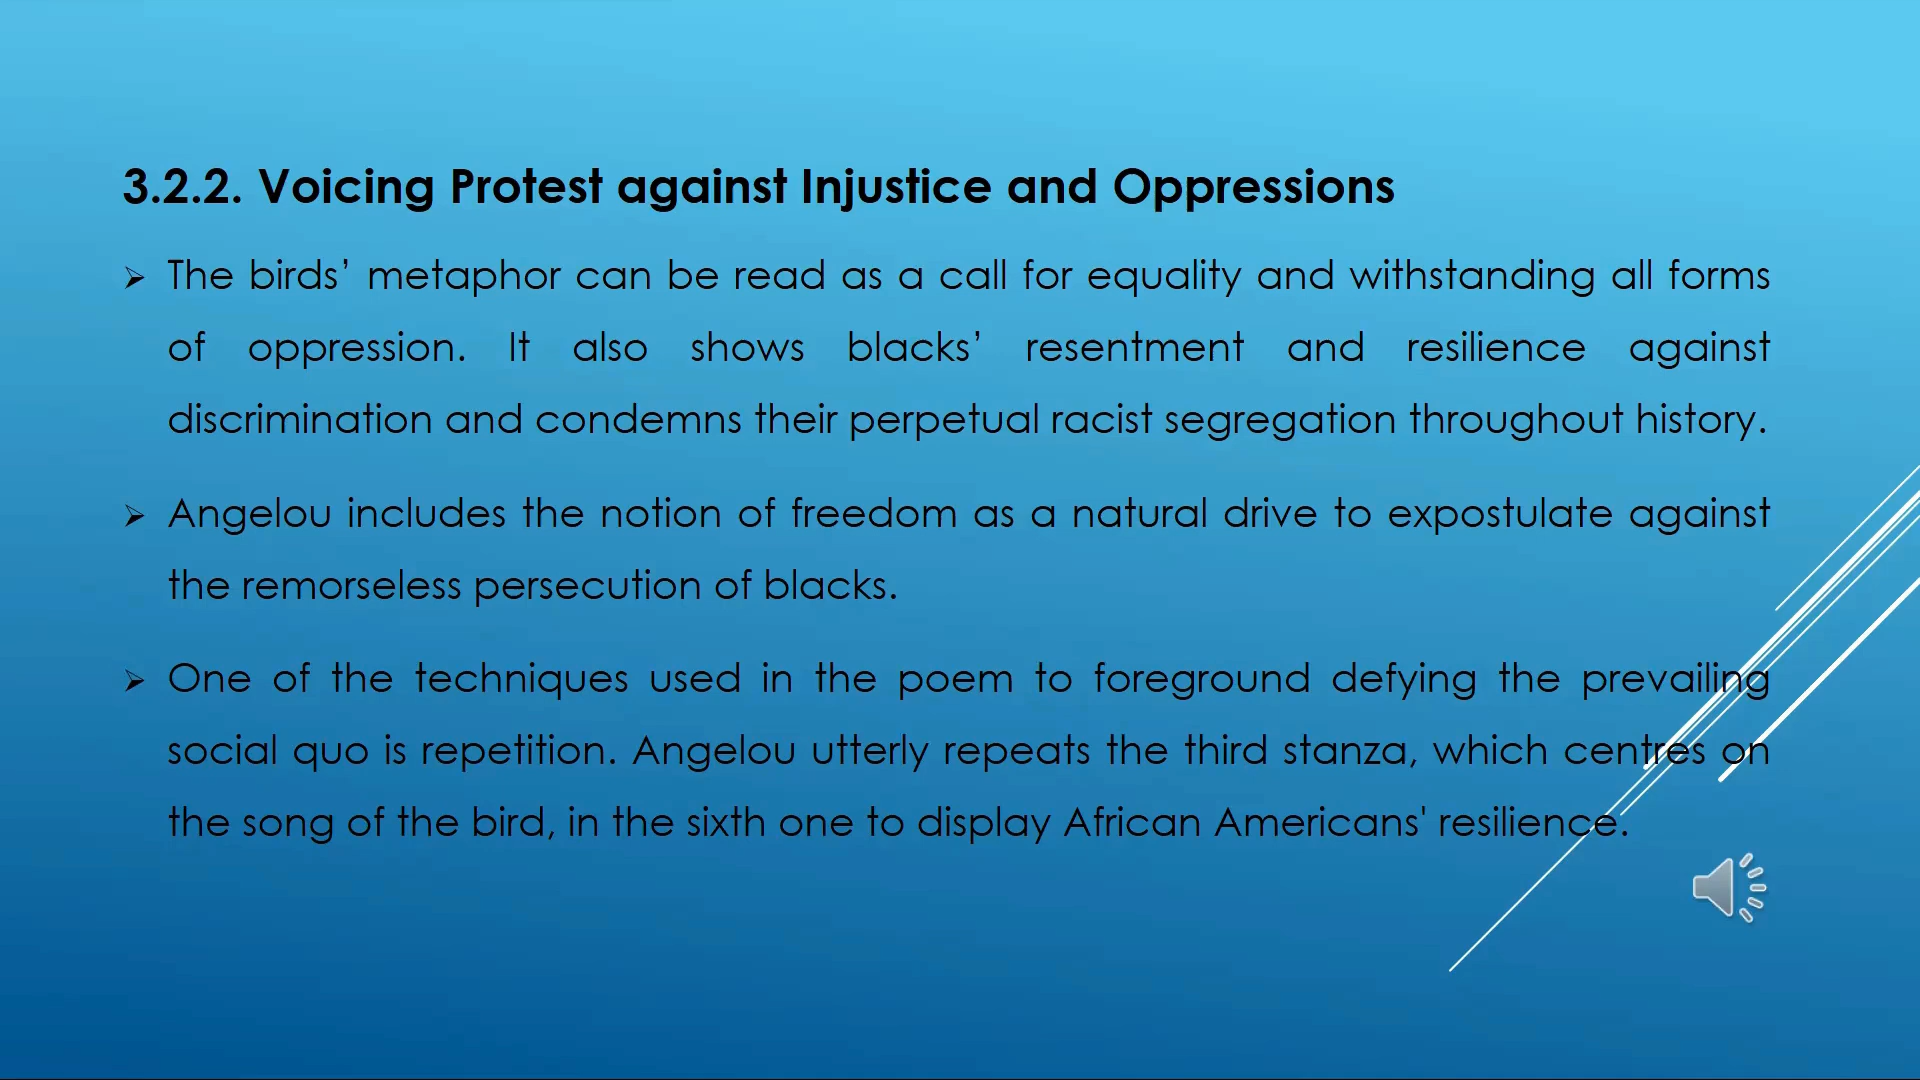 3.2.2. Voicing Protest against Injustice and Oppressions
➢ The birds’ metaphor can be read as a call for equality and withstanding all forms
of oppression. It also shows blacks’ resentment and resilience against
discrimination and condemns their perpetual racist segregation throughout history.
➢ Angelou includes the notion of freedom as a natural drive to expostulate against
the remorseless persecution of blacks.
➢ One of the techniques used in the poem to foreground defying the prevailing
social quo is repetition. Angelou utterly repeats the third stanza, which centres on
the song of the bird, in the sixth one to display African Americans' resilience.